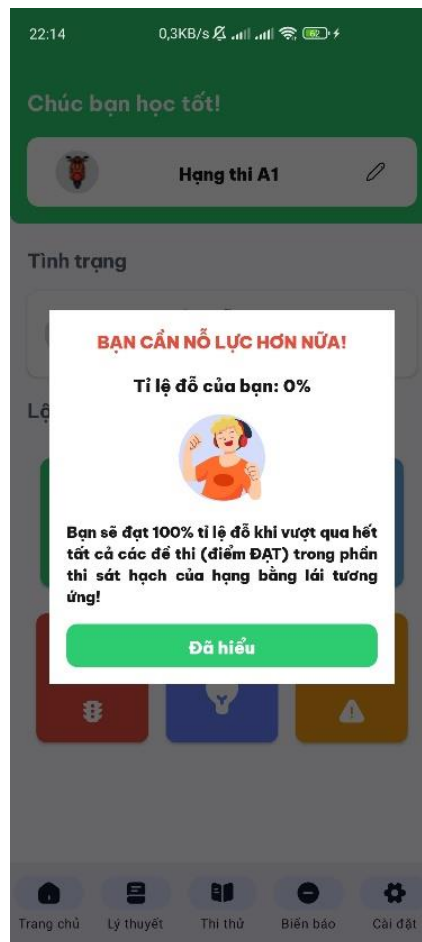 22:14
0,3KB/s
62
Chúc bạn học tốt!
Hạng thi A1
Tình trạng
BẠN CẦN NỖ LỰC HƠN NỮA!
Tỉ lệ đỗ của bạn: 0%
Lộ
Bạn sẽ đạt 100% tỉ lệ đỗ khi vượt qua hết
tất cả các đề thi (điểm ĐẠT) trong phần
thi sát hạch của hạng bằng lái tương
ứng!
Đã hiểu
Trang chủ
Lý thuyết
Thi thử
Biển báo
Cài đặt